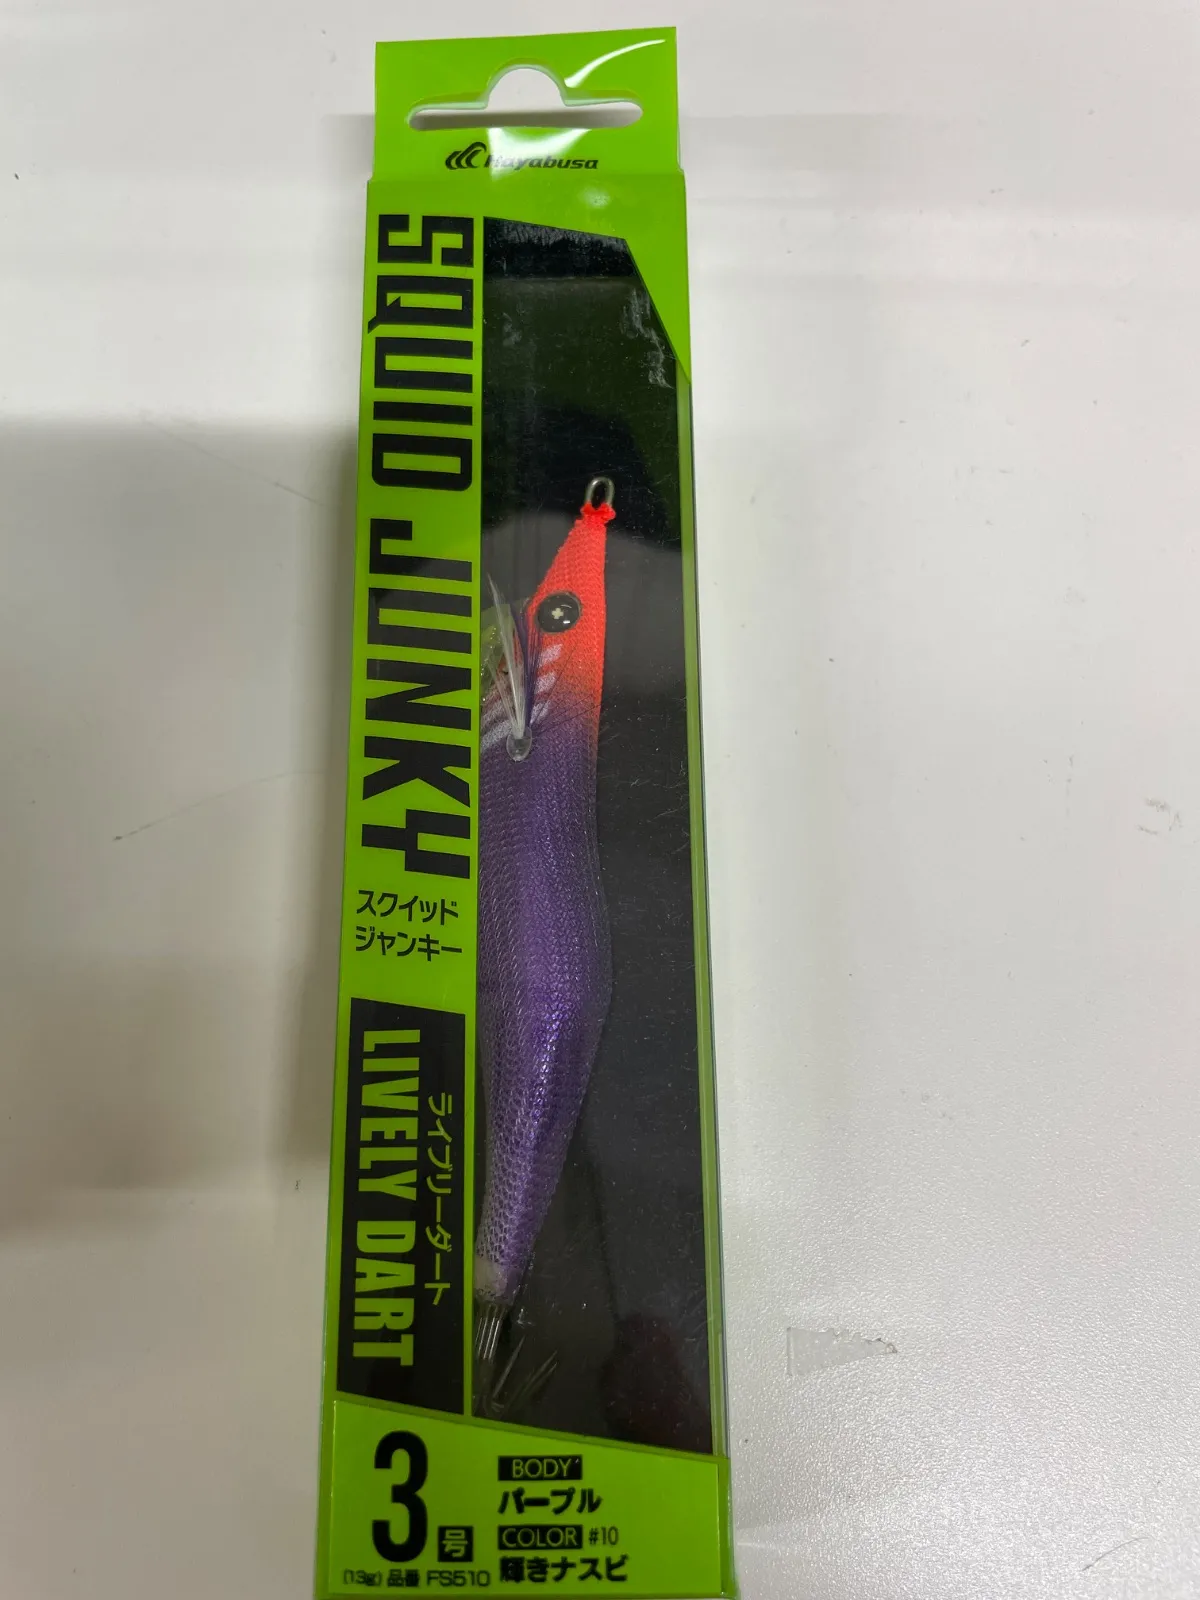 Hayabusa
SQUID JUNKY
スクイッド
ジャンキー
LIVELY DART
ライブリーダート
3号
(13g) 品番 FS510
BODY
パープル
COLOR #10
輝きナスビ